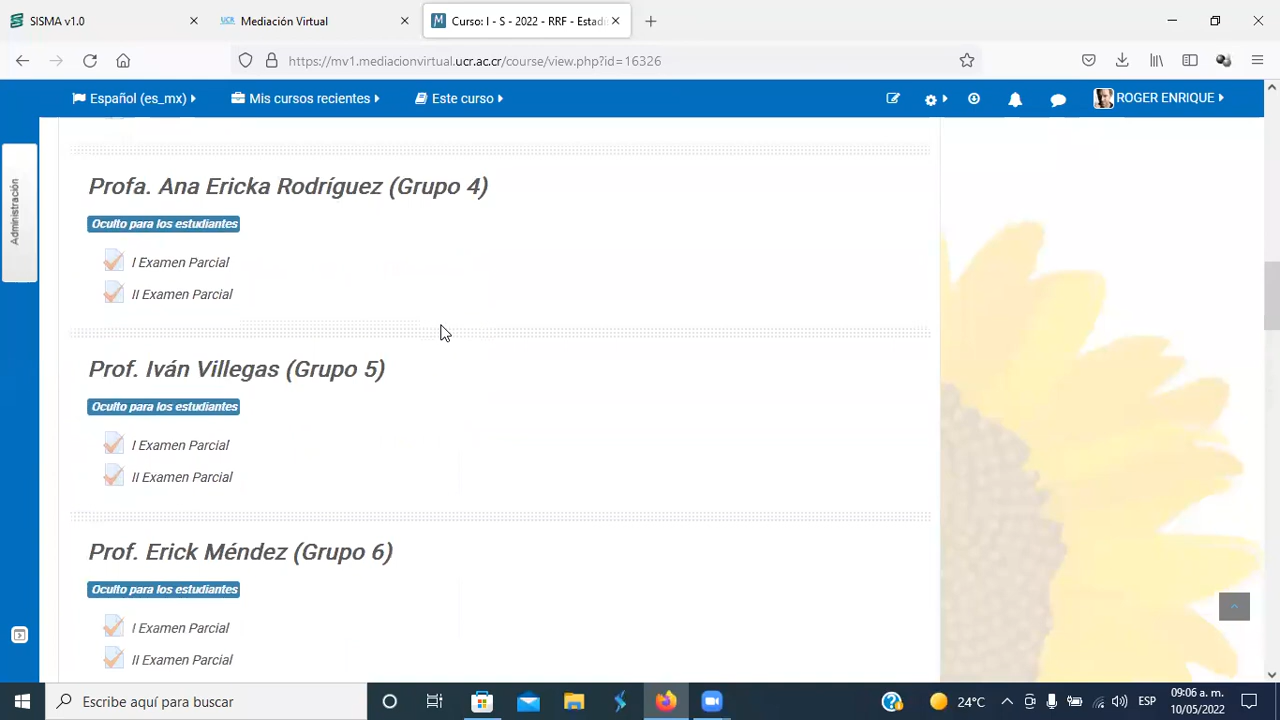 SISMA v1.0
UCR Mediación Virtual
M Curso: I - S - 2022 - RRF - Estadí
https://mv1.mediacionvirtual.ucr.ac.cr/course/view.php?id=16326
Español (es_mx)
Mis cursos recientes
Este curso
ROGER ENRIQUE
Administración
Profa. Ana Ericka Rodríguez (Grupo 4)
Oculto para los estudiantes
I Examen Parcial
II Examen Parcial
Prof. Iván Villegas (Grupo 5)
Oculto para los estudiantes
I Examen Parcial
II Examen Parcial
Prof. Erick Méndez (Grupo 6)
Oculto para los estudiantes
I Examen Parcial
II Examen Parcial
Escribe aquí para buscar
24°C
ESP
09:06 a. m.
10/05/2022